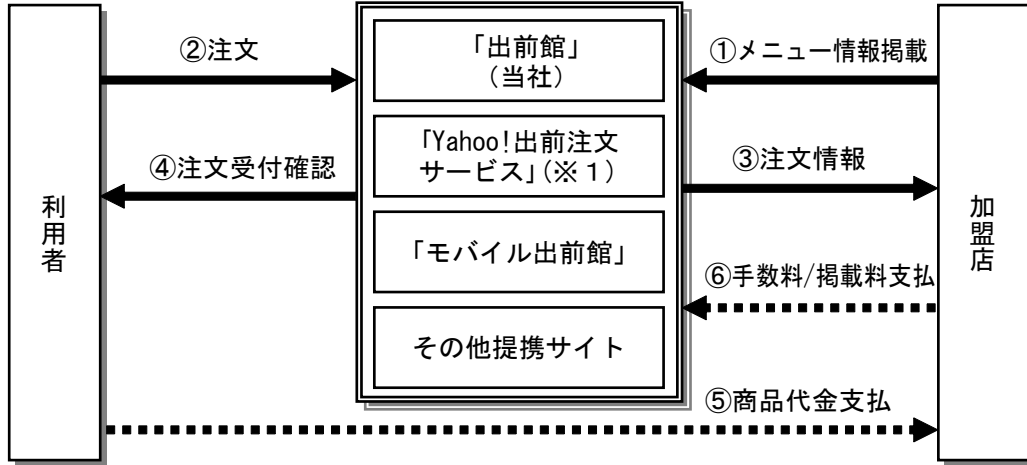 利用者
②注文
④注文受付確認
「出前館」
(当社)
「Yahoo!出前注文
サービス」(※1)
「モバイル出前館」
その他提携サイト
①メニュー情報掲載
③注文情報
⑥手数料/掲載料支払
⑤商品代金支払
加盟店